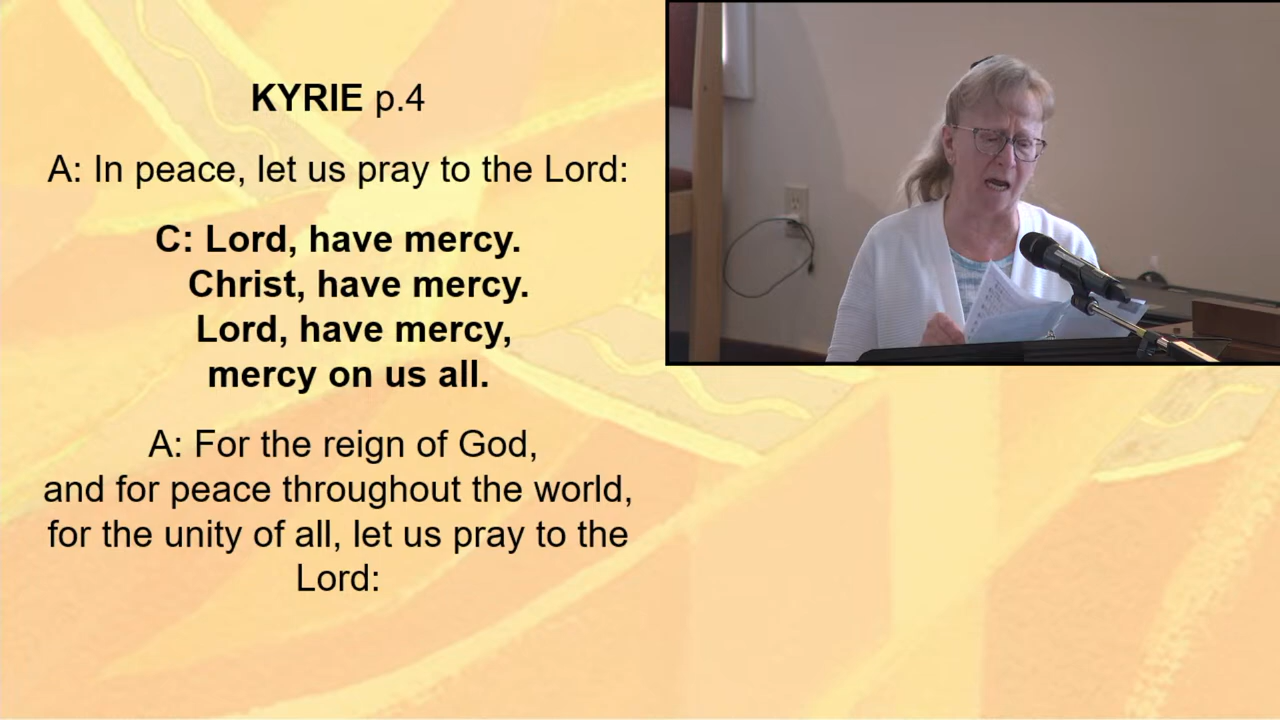 KYRIE p.4
A: In peace, let us pray to the Lord:
C: Lord, have mercy.
Christ, have mercy.
Lord, have mercy,
mercy on us all.
A: For the reign of God,
and for peace throughout the world,
for the unity of all, let us pray to the
Lord: